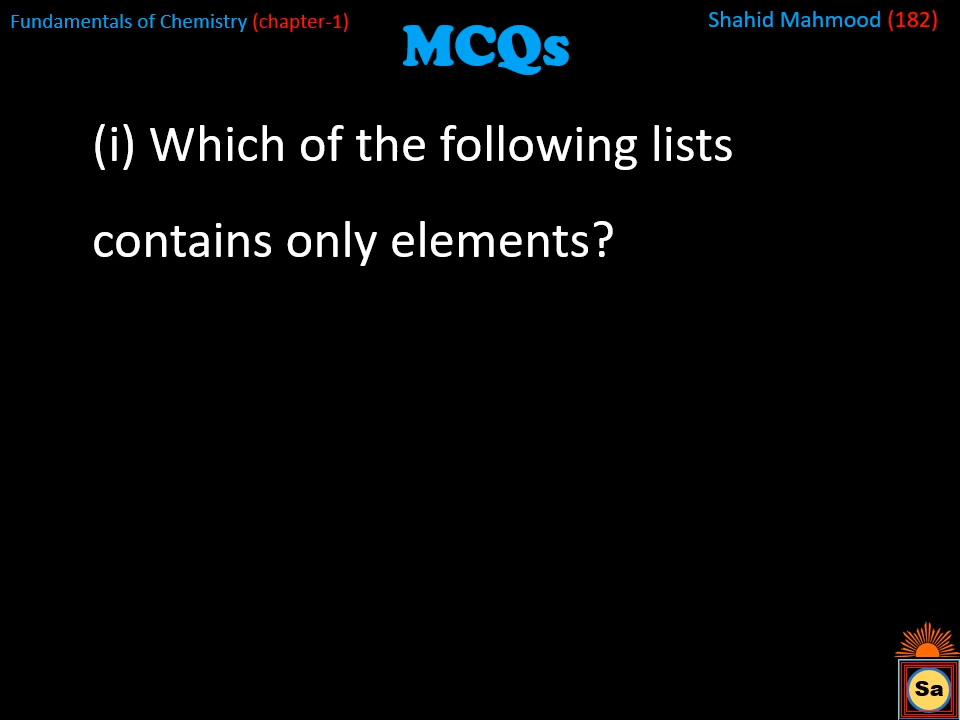 Fundamentals of Chemistry (chapter-1)
MCQs
Shahid Mahmood (182)
(i) Which of the following lists
contains only elements?
Sa